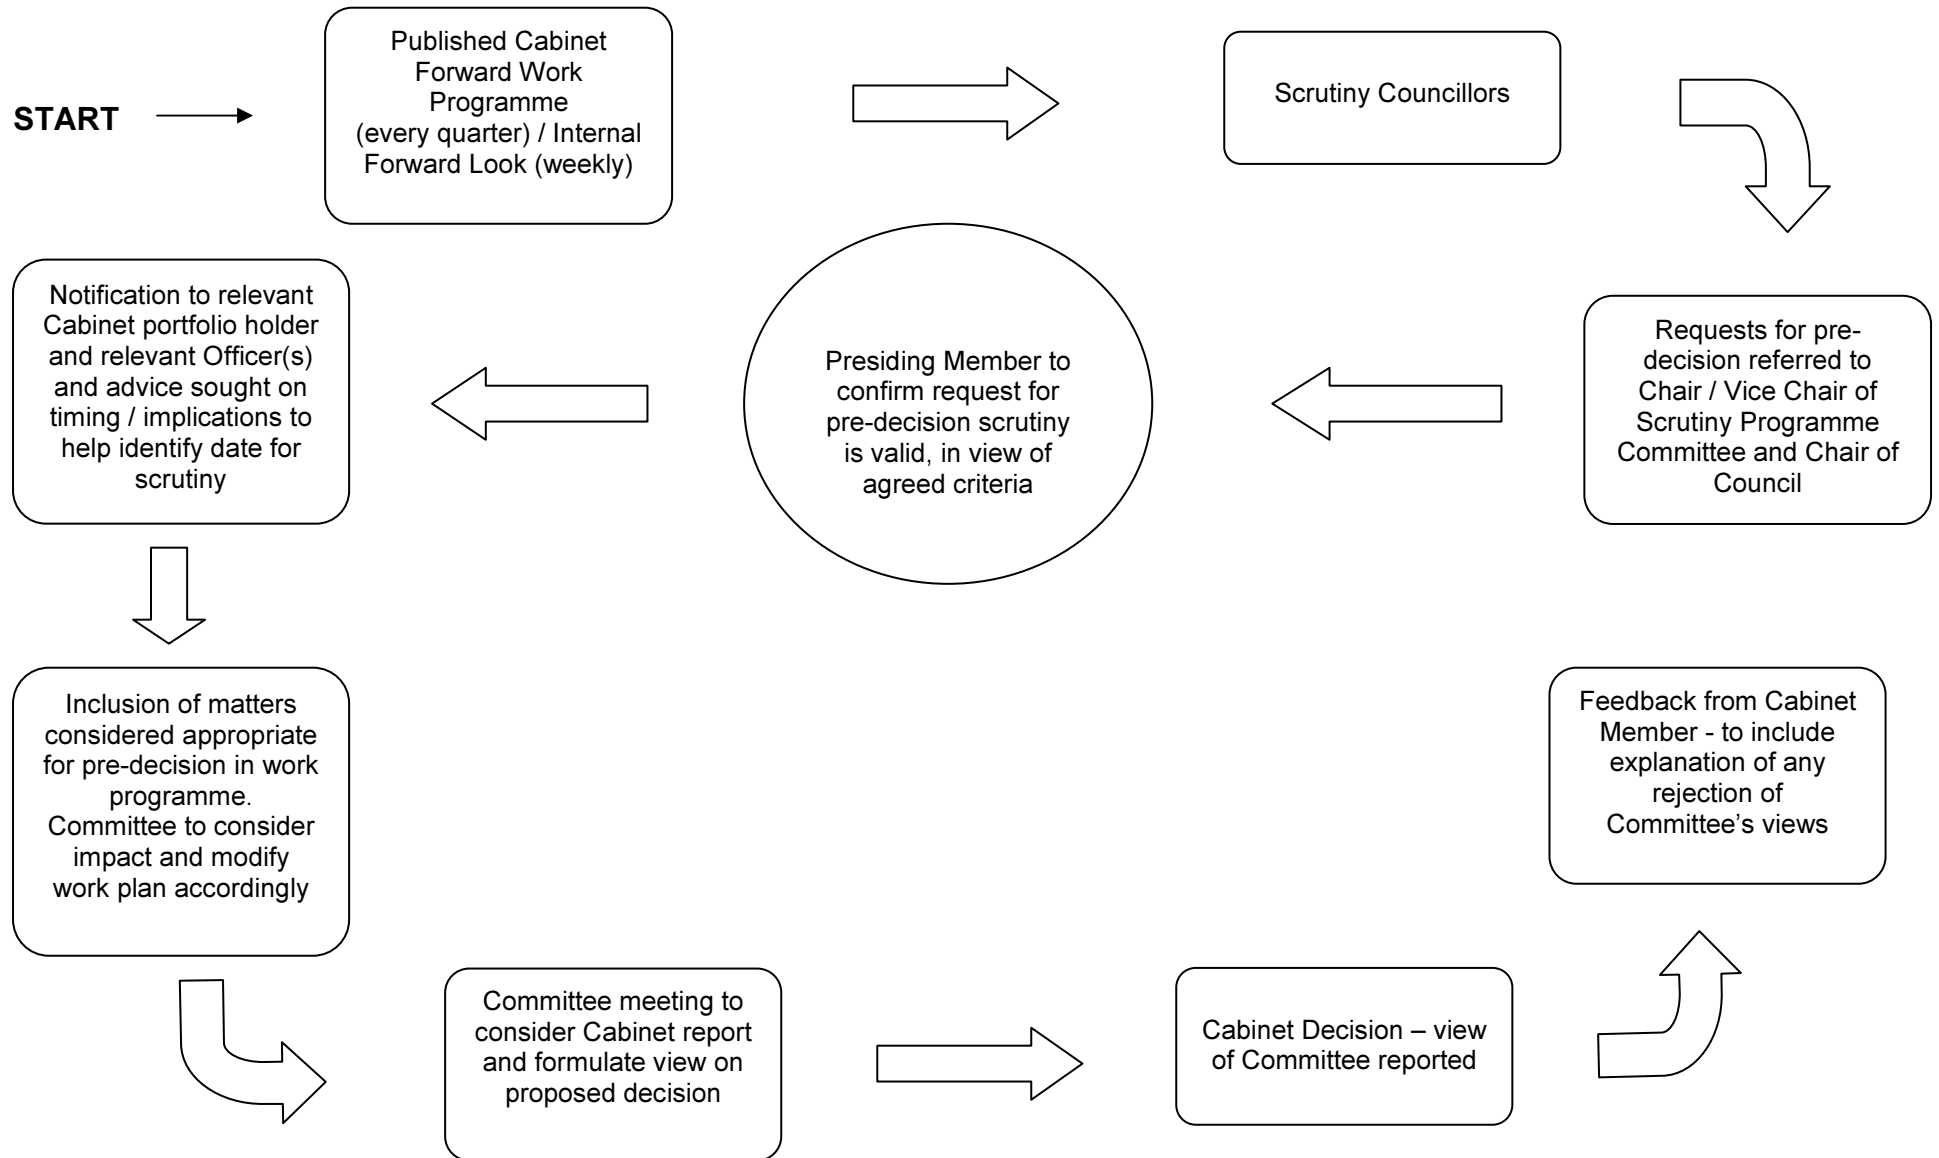 START
Published Cabinet
Forward Work
Programme
(every quarter) / Internal
Forward Look (weekly)
Scrutiny Councillors
Requests for pre-
decision referred to
Chair / Vice Chair of
Scrutiny Programme
Committee and Chair of
Council
Presiding Member to
confirm request for
pre-decision scrutiny
is valid, in view of
agreed criteria
Notification to relevant
Cabinet portfolio holder
and relevant Officer(s)
and advice sought on
timing / implications to
help identify date for
scrutiny
Inclusion of matters
considered appropriate
for pre-decision in work
programme.
Committee to consider
impact and modify
work plan accordingly
Committee meeting to
consider Cabinet report
and formulate view on
proposed decision
Cabinet Decision – view
of Committee reported
Feedback from Cabinet
Member - to include
explanation of any
rejection of
Committee’s views